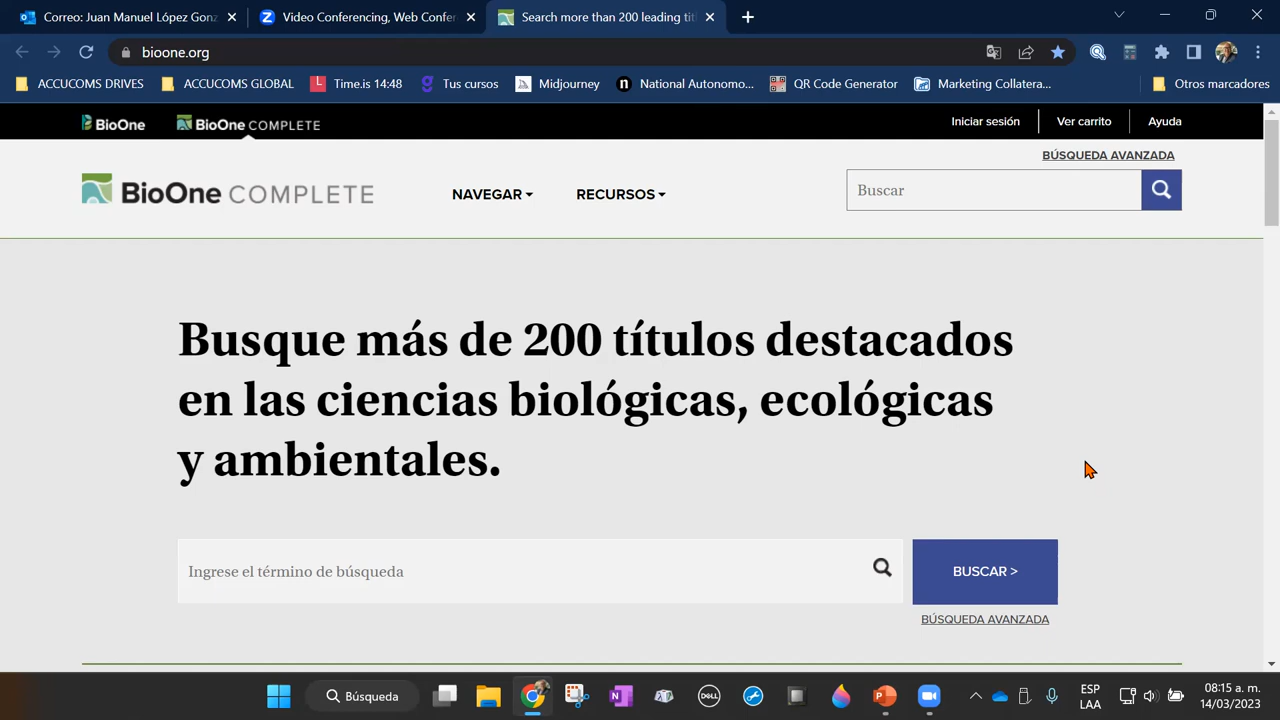 Correo: Juan Manuel López Gonz
Video Conferencing, Web Confer
Search more than 200 leading tit
bioone.org
ACCUCOMS DRIVES
ACCUCOMS GLOBAL
Time.is 14:48
Tus cursos
Midjourney
National Autonomo...
QR Code Generator
Marketing Collatera...
Otros marcadores
BioOne
BioOne COMPLETE
Iniciar sesión
Ver carrito
Ayuda
BÚSQUEDA AVANZADA
BioOne COMPLETE
NAVEGAR
RECURSOS
Buscar
Busque más de 200 títulos destacados
en las ciencias biológicas, ecológicas
y ambientales.
Ingrese el término de búsqueda
BUSCAR >
BÚSQUEDA AVANZADA
Búsqueda
DELL
ESP
LAA
08:15 a. m.
14/03/2023